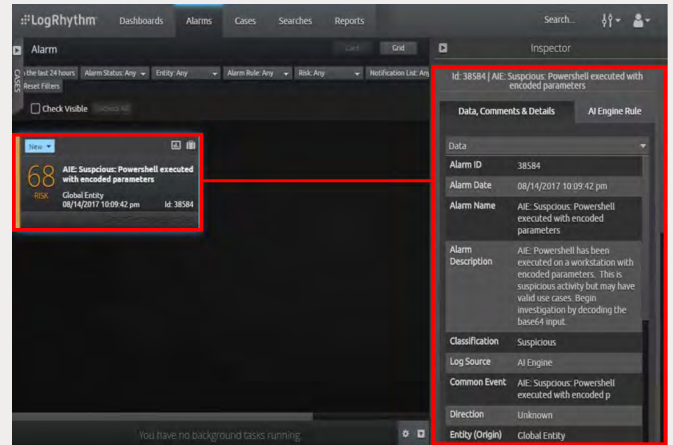 LogRhythm Dashboards Alarms Cases Searches Reports Search...
Alarm Cart Grid Inspector
CASES
the last 24 hours Alarm Status: Any Entity: Any Alarm Rule: Any Risk: Any Notification List: Any
Reset Filters
Check Visible
New
68
RISK
AIE: Suspcious: Powershell executed
with encoded parameters
Global Entity
08/14/2017 10:09:42 pm Id: 38584
You have no background tasks running.
Id: 38584 | AIE: Suspcious: Powershell executed with
encoded parameters
Data, Comments & Details AI Engine Rule
Data
Alarm ID 38584
Alarm Date 08/14/2017 10:09:42 pm
Alarm Name AIE: Suspcious: Powershell
executed with encoded
parameters
Alarm AIE: Powershell has been
Description executed on a workstation with
encoded parameters. This is
suspicious activity but may have
valid use cases. Begin
investigation by decoding the
base64 input.
Classification Suspicious
Log Source AI Engine
Common Event AIE: Suspcious: Powershell
executed with encoded p
Direction Unknown
Entity (Origin) Global Entity